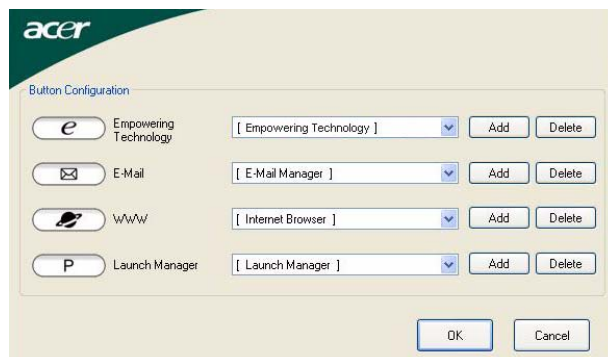 acer
Button Configuration
e Empowering Technology [ Empowering Technology ] Add Delete
E-Mail [ E-Mail Manager ] Add Delete
WWW [ Internet Browser ] Add Delete
P Launch Manager [ Launch Manager ] Add Delete
OK Cancel